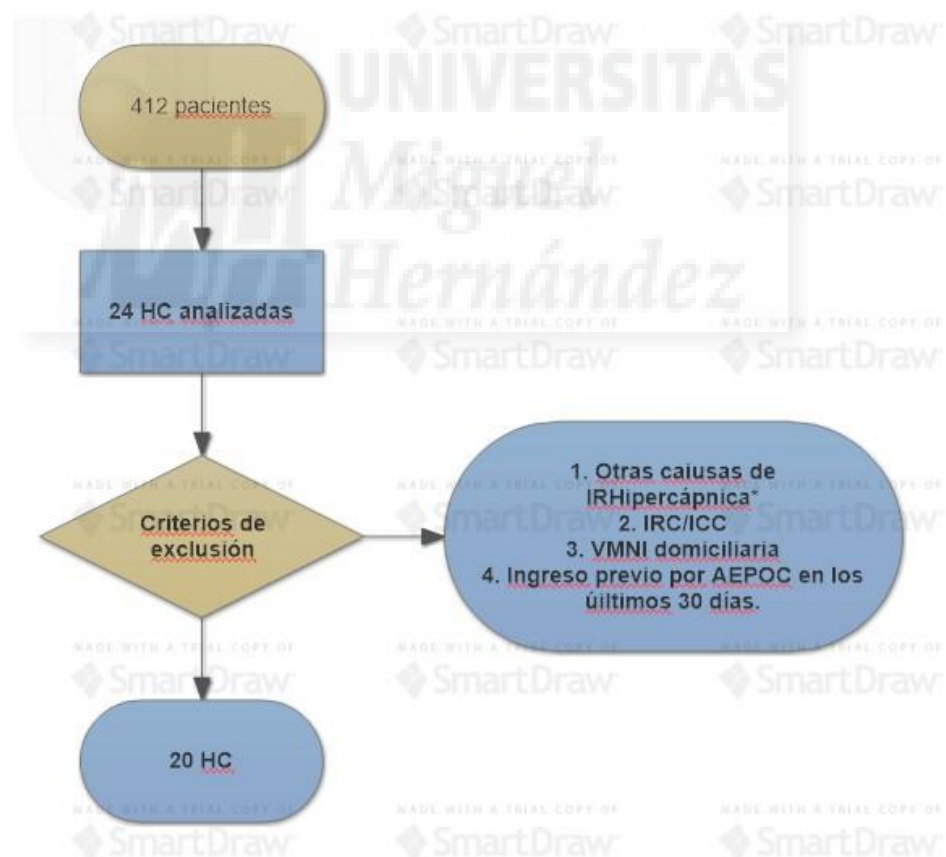 412 pacientes
UNIVERSITAS
Miguel
Hernández
24 HC analizadas
Criterios de
exclusión
1. Otras caiusas de
IRHipercápnica*
2. IRC/ICC
3. VMNI domiciliaria
4. Ingreso previo por AEPOC en los
úiltimos 30 días.
20 HC
MADE WITH A TRIAL COPY OF
SmartDraw